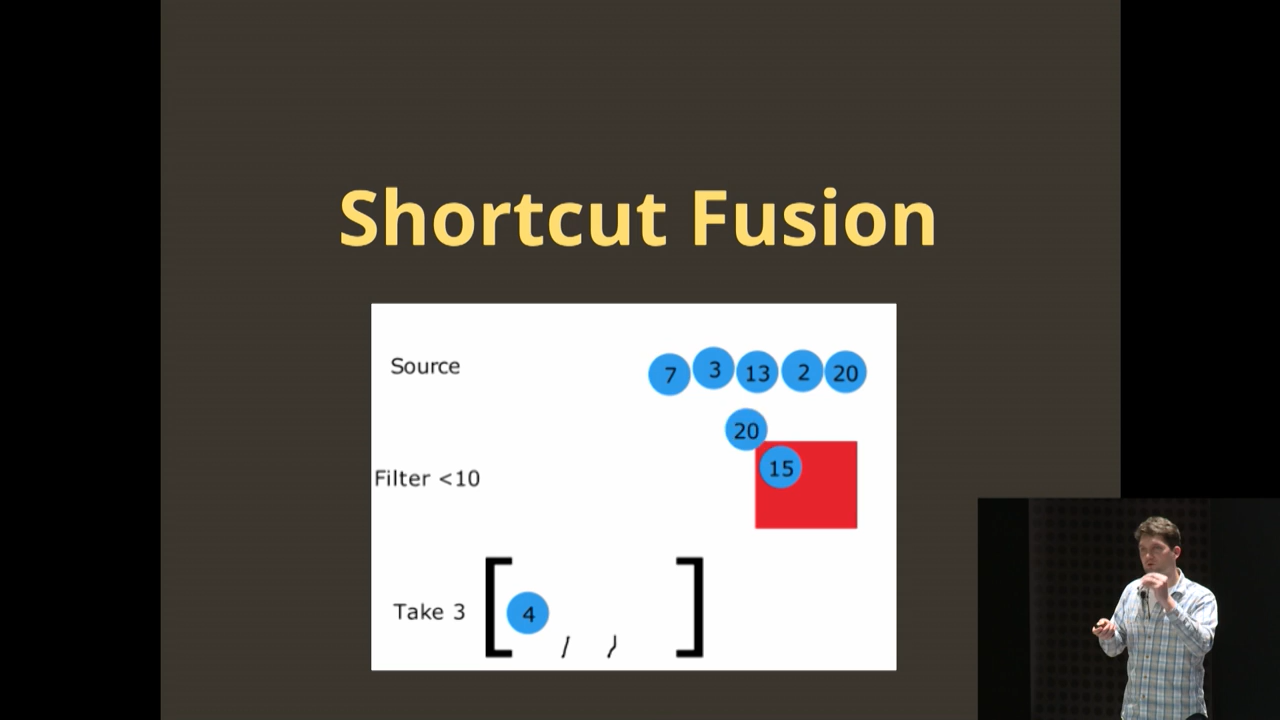 Shortcut Fusion
Source 7 3 13 2 20
20
15
Filter <10
Take 3 [ 4 , , ]